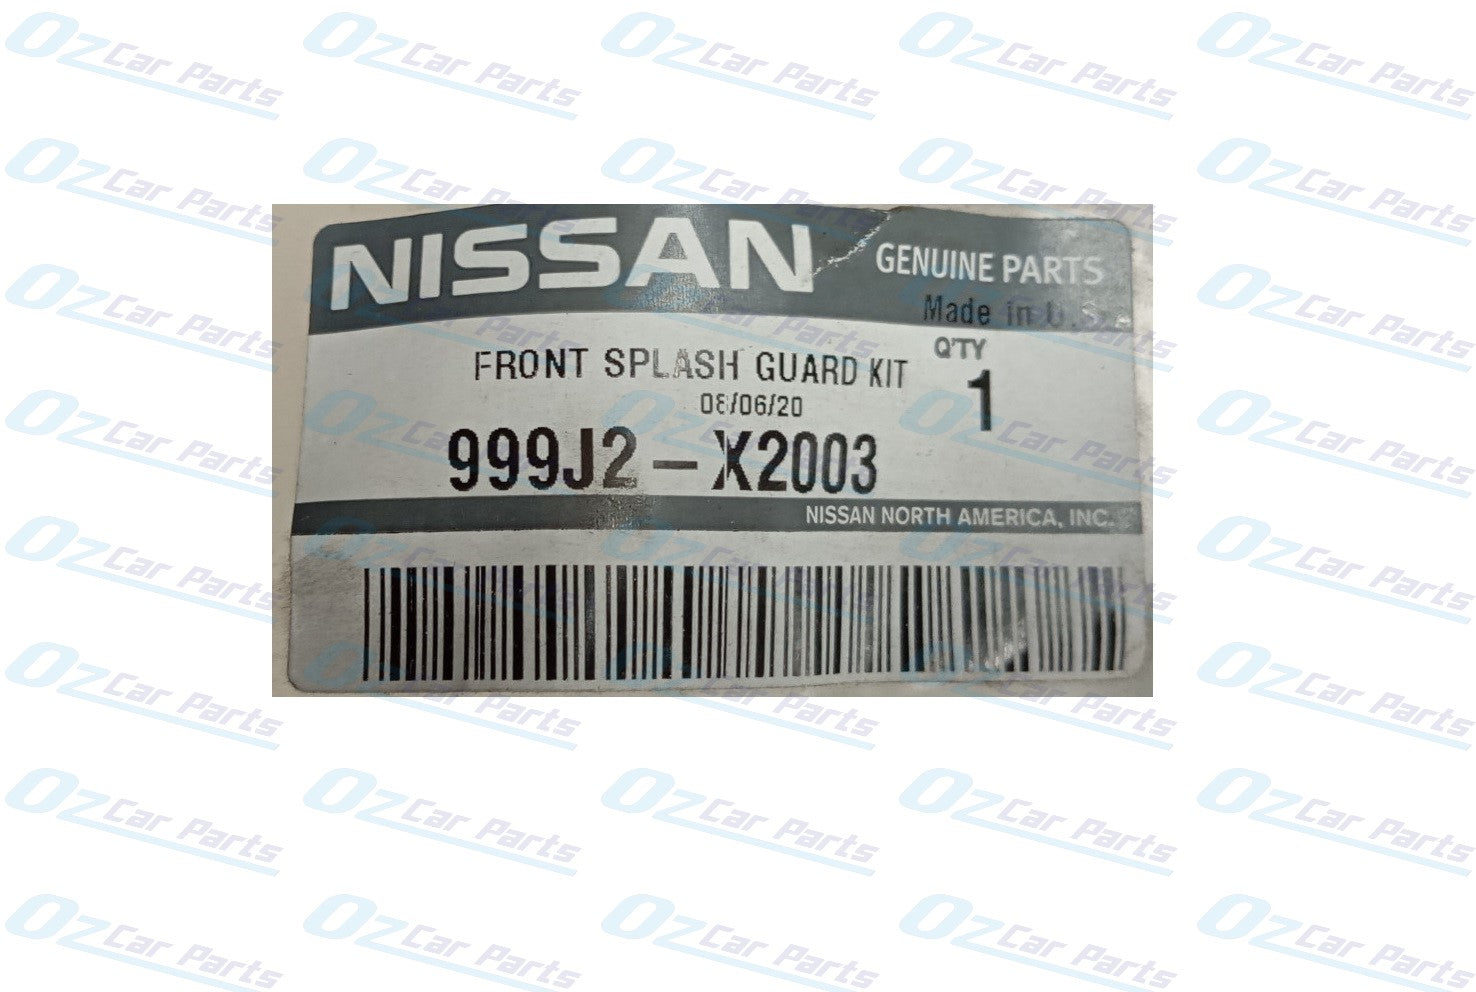 NISSAN
GENUINE PARTS
Made in U.S.
FRONT SPLASH GUARD KIT
Q'TY
1
08/06/20
999J2-X2003
NISSAN NORTH AMERICA, INC.
Oz Car Parts